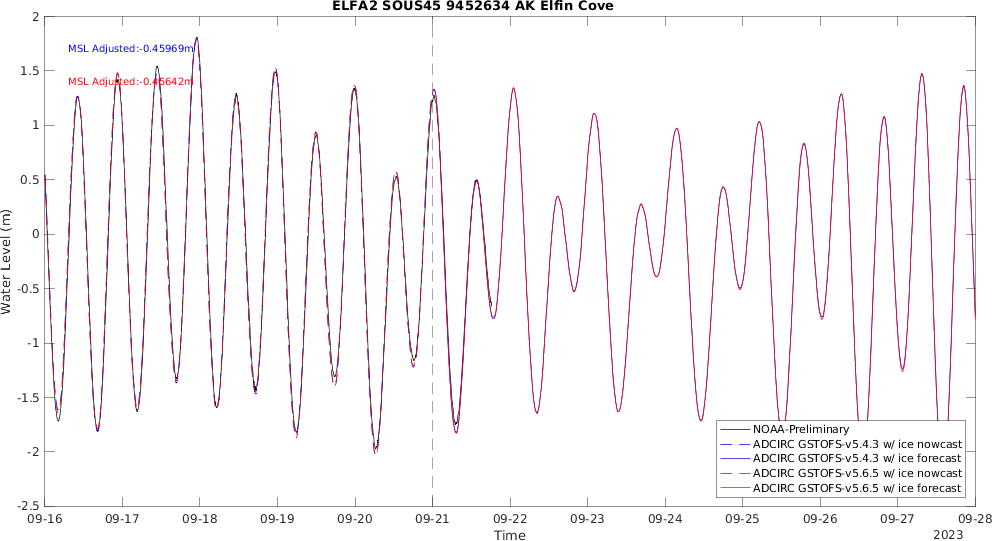 ELFA2 SOUS45 9452634 AK Elfin Cove
2
1.5
1
0.5
0
-0.5
-1
-1.5
-2
-2.5
Water Level (m)
MSL Adjusted:-0.45969m
MSL Adjusted:-0.45642m
NOAA-Preliminary
ADCIRC GSTOFS-v5.4.3 w/ ice nowcast
ADCIRC GSTOFS-v5.4.3 w/ ice forecast
ADCIRC GSTOFS-v5.6.5 w/ ice nowcast
ADCIRC GSTOFS-v5.6.5 w/ ice forecast
09-16 09-17 09-18 09-19 09-20 09-21 09-22 09-23 09-24 09-25 09-26 09-27 09-28
Time
2023